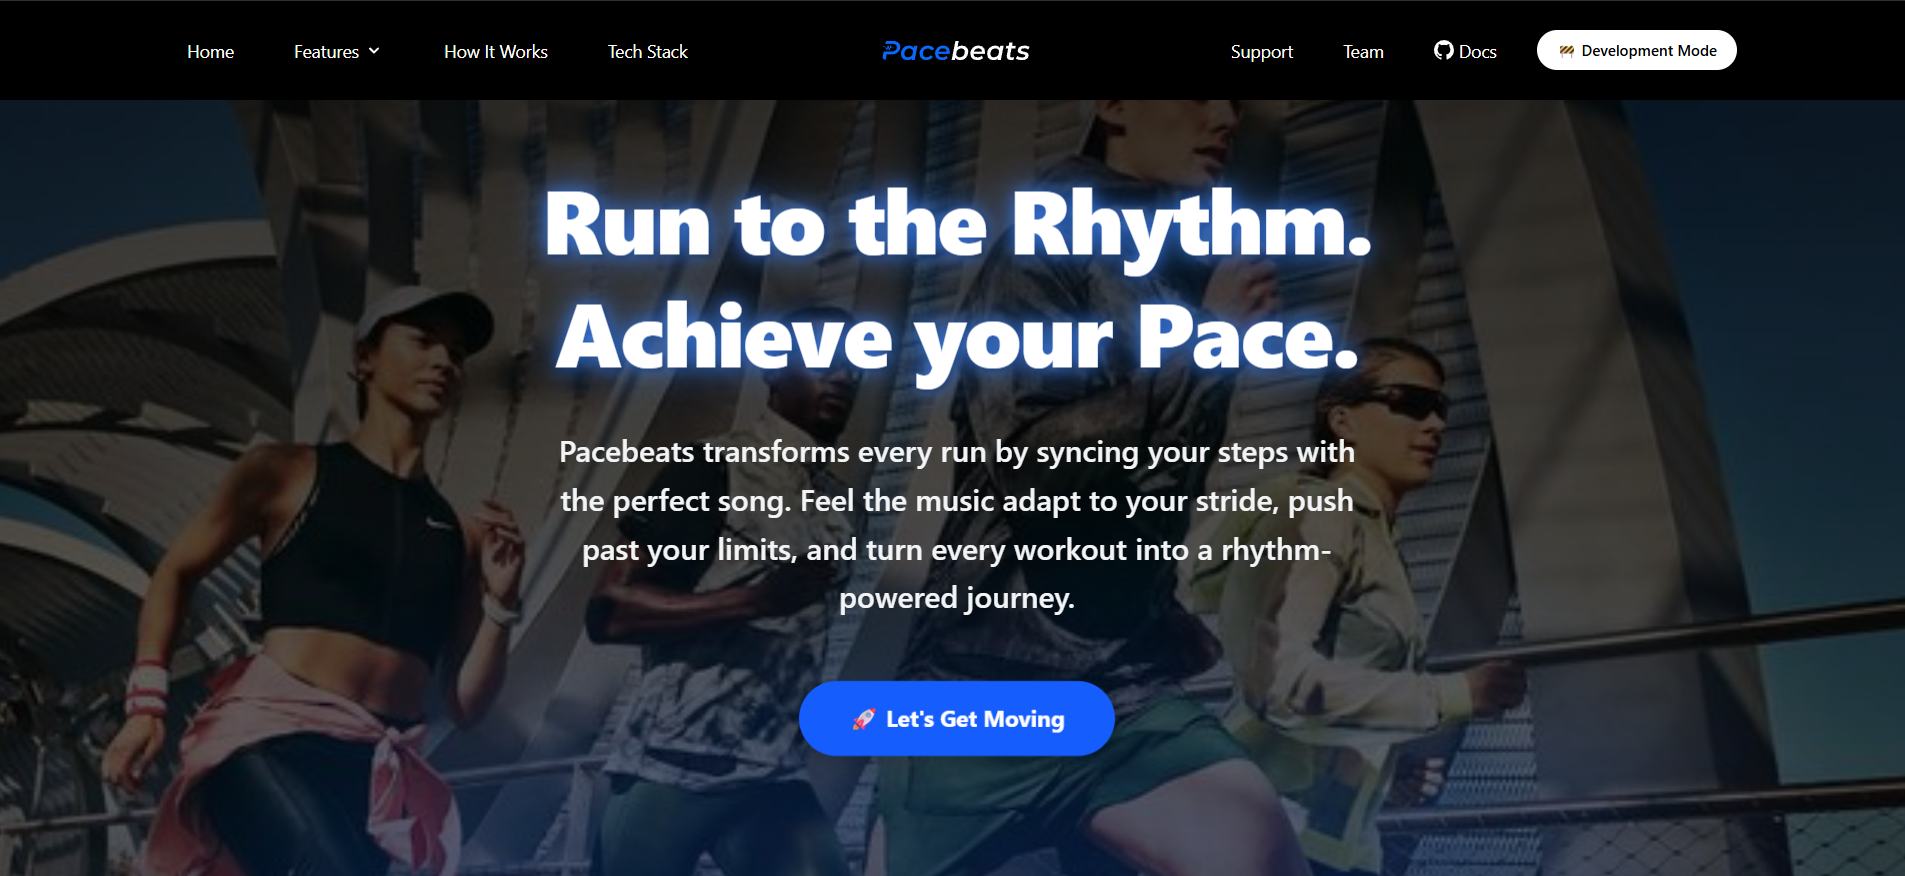 Home
Features
How It Works
Tech Stack
Pacebeats
Support
Team
Docs
🚧 Development Mode
Run to the Rhythm.
Achieve your Pace.
Pacebeats transforms every run by syncing your steps with
the perfect song. Feel the music adapt to your stride, push
past your limits, and turn every workout into a rhythm-
powered journey.
🚀 Let's Get Moving